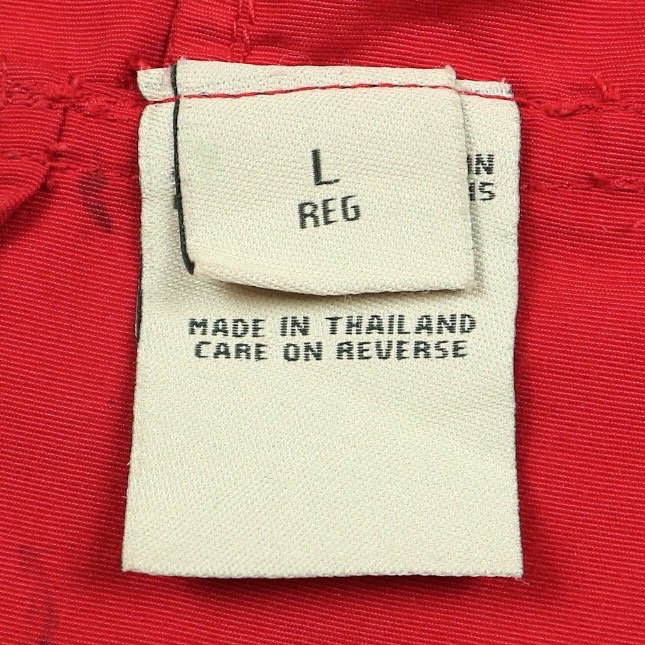 L
REG
MADE IN THAILAND
CARE ON REVERSE